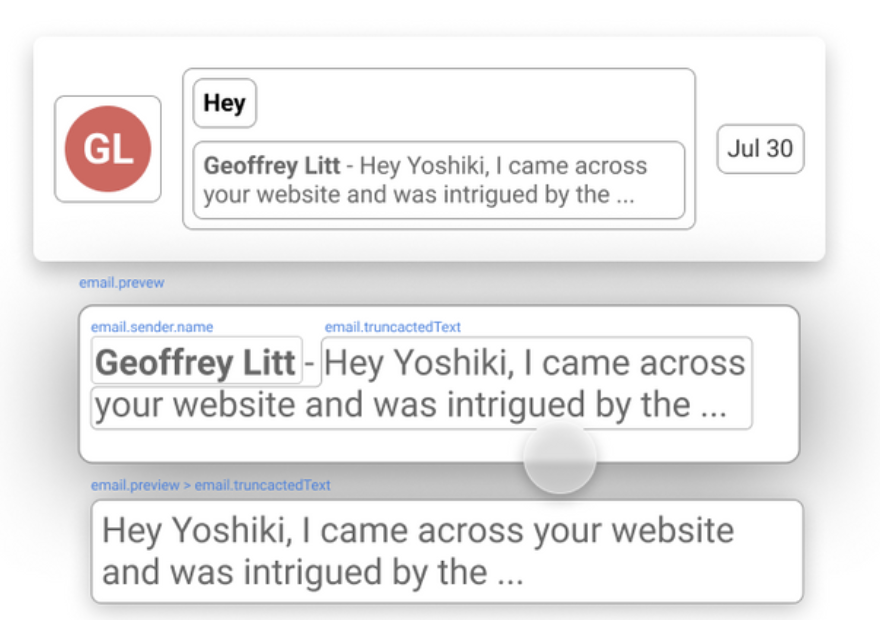 GL
Hey
Geoffrey Litt - Hey Yoshiki, I came across
your website and was intrigued by the ...
Jul 30
email.prevew
email.sender.name
email.truncactedText
Geoffrey Litt - Hey Yoshiki, I came across
your website and was intrigued by the ...
email.preview > email.truncactedText
Hey Yoshiki, I came across your website
and was intrigued by the ...